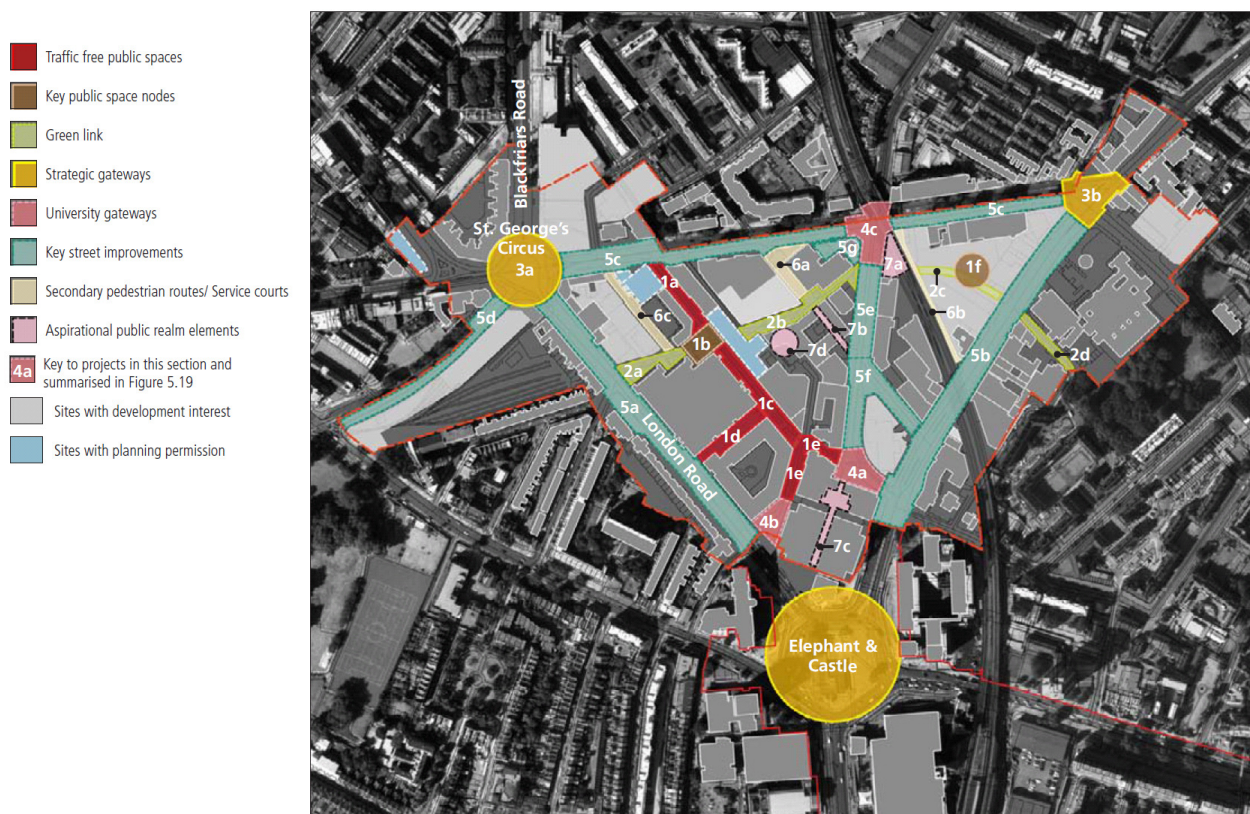 Traffic free public spaces
Key public space nodes
Green link
Strategic gateways
University gateways
Key street improvements
Secondary pedestrian routes/ Service courts
Aspirational public realm elements
4a
Key to projects in this section and
summarised in Figure 5.19
Sites with development interest
Sites with planning permission
Blackfriars Road
St. George's
Circus
3a
3b
5c
4c
5c
5g
7a
1f
6a
1a
2c
5d
6c
5e
6b
2b
7b
1b
7d
5b
2d
2a
5f
5a
1c
London Road
1d
1e
1e
4a
4b
7c
Elephant &
Castle